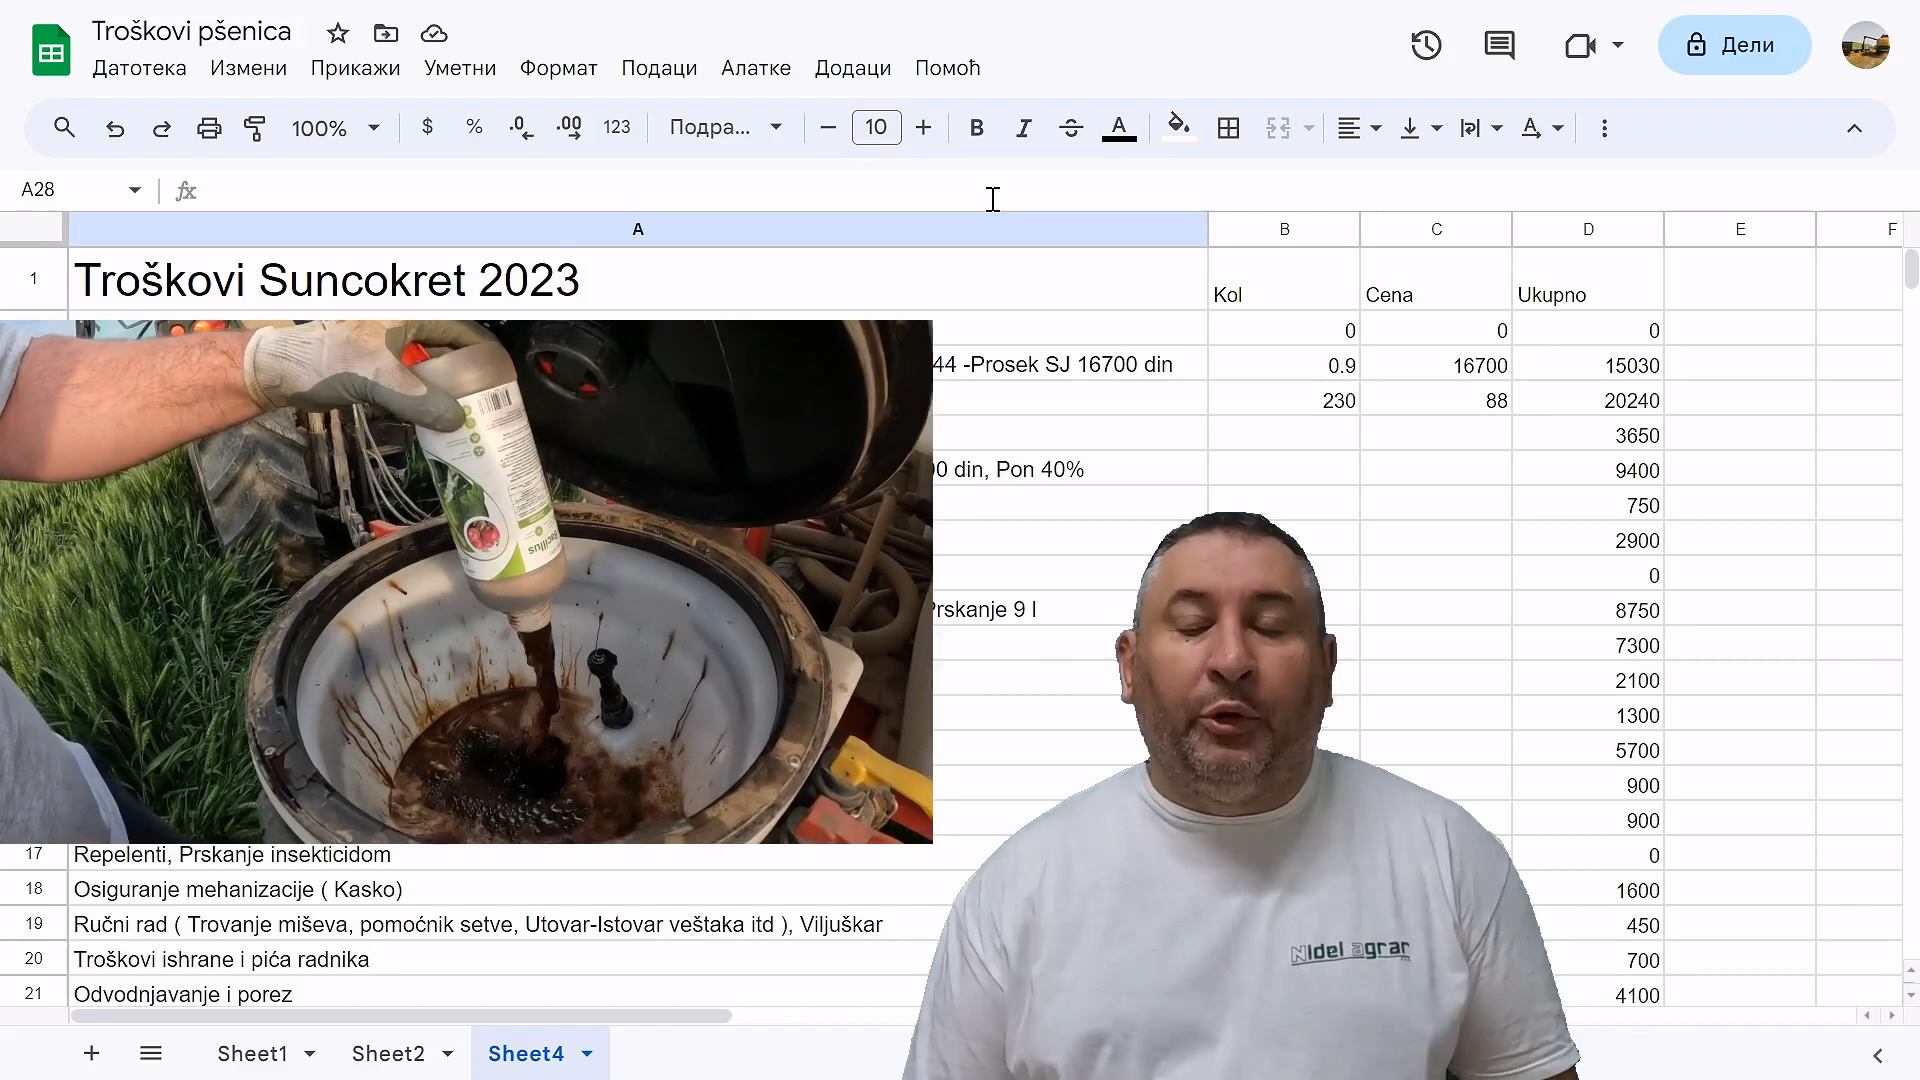 Troškovi pšenica
Датотека Измени Прикажи Уметни Формат Подаци Алатке Додаци Помоћ
Дели
100% $ % .0 .00 123 Подра... 10 B I A
A28 fx
A B C D E F
1 Troškovi Suncokret 2023 Kol Cena Ukupno
0 0 0
44 -Prosek SJ 16700 din 0.9 16700 15030
230 88 20240
3650
0 din, Pon 40% 9400
750
2900
0
Prskanje 9 l 8750
7300
2100
1300
5700
900
900
17 Repelenti, Prskanje insekticidom 0
18 Osiguranje mehanizacije ( Kasko) 1600
19 Ručni rad ( Trovanje miševa, pomoćnik setve, Utovar-Istovar veštaka itd ), Viljuškar 450
20 Troškovi ishrane i pića radnika 700
21 Odvodnjavanje i porez 4100
Bacillus
Nidel agrar
Sheet1 Sheet2 Sheet4